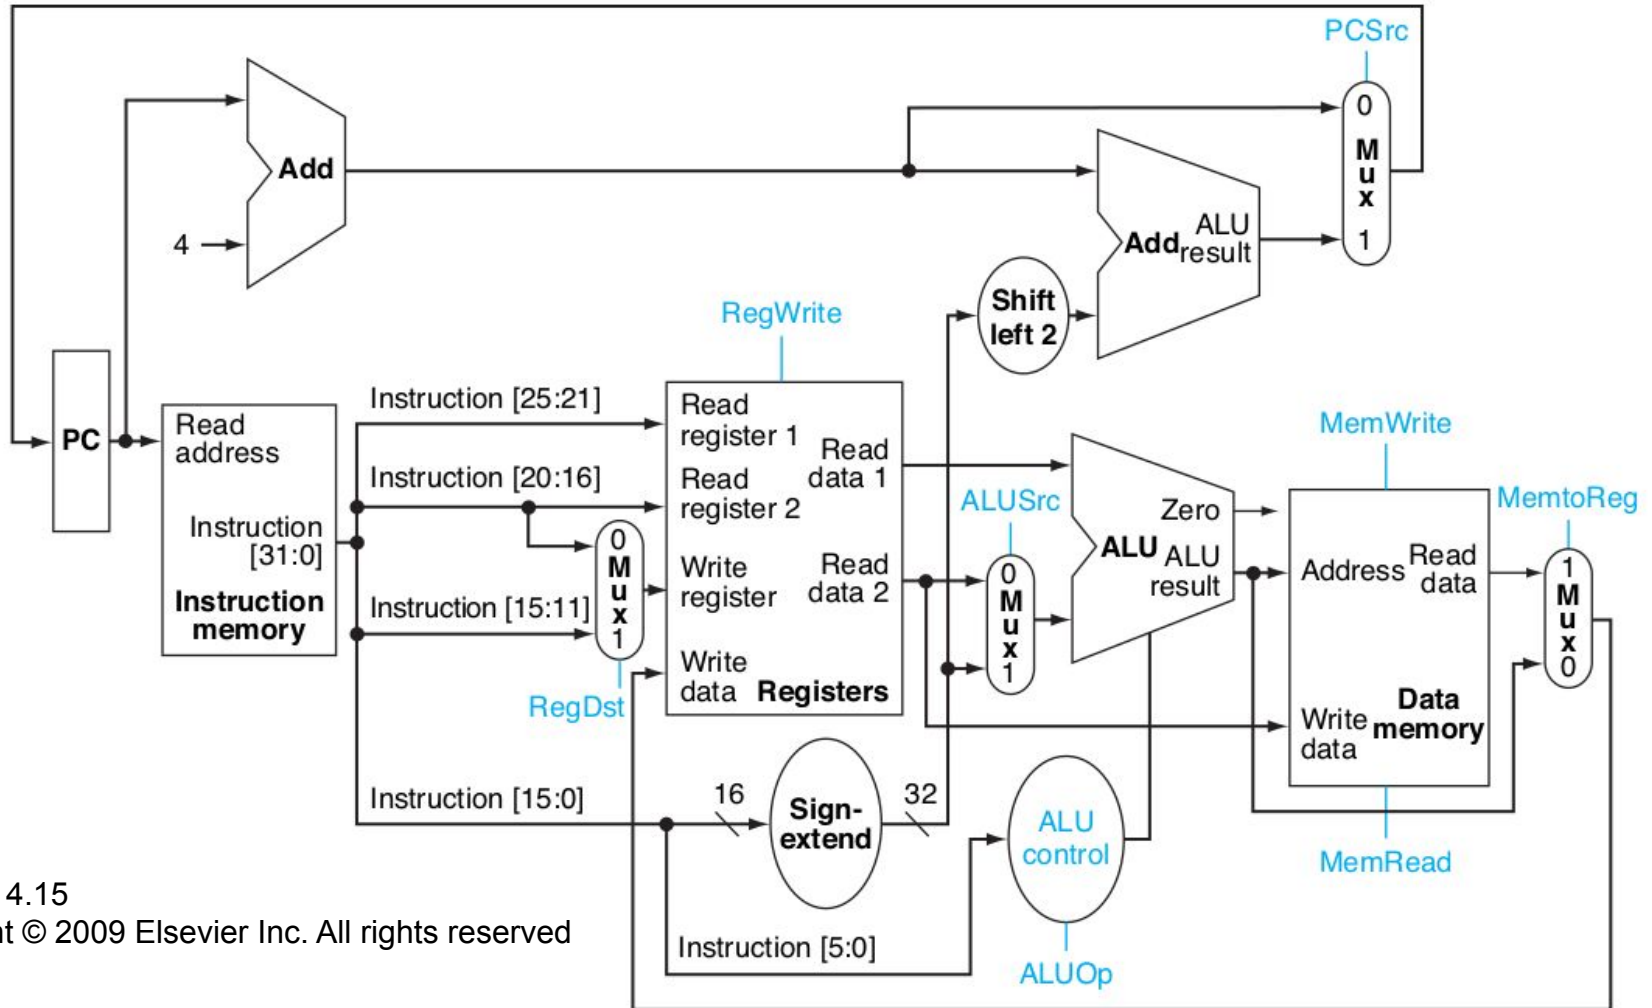 PCSrc
0
Mux
1
Add
4
Add
ALU
result
Shift
left 2
RegWrite
PC
Read
address
Instruction
[31:0]
Instruction
memory
Instruction [25:21]
Instruction [20:16]
Instruction [15:11]
0
Mux
1
RegDst
Read
register 1
Read
register 2
Write
register
Write
data
Registers
Read
data 1
Read
data 2
ALUSrc
0
Mux
1
Zero
ALU
ALU
result
MemWrite
Address
Read
data
Write
data
Data
memory
MemRead
MemtoReg
1
Mux
0
Instruction [15:0]
16
Sign-
extend
32
ALU
control
ALUOp
Instruction [5:0]
4.15
t © 2009 Elsevier Inc. All rights reserved